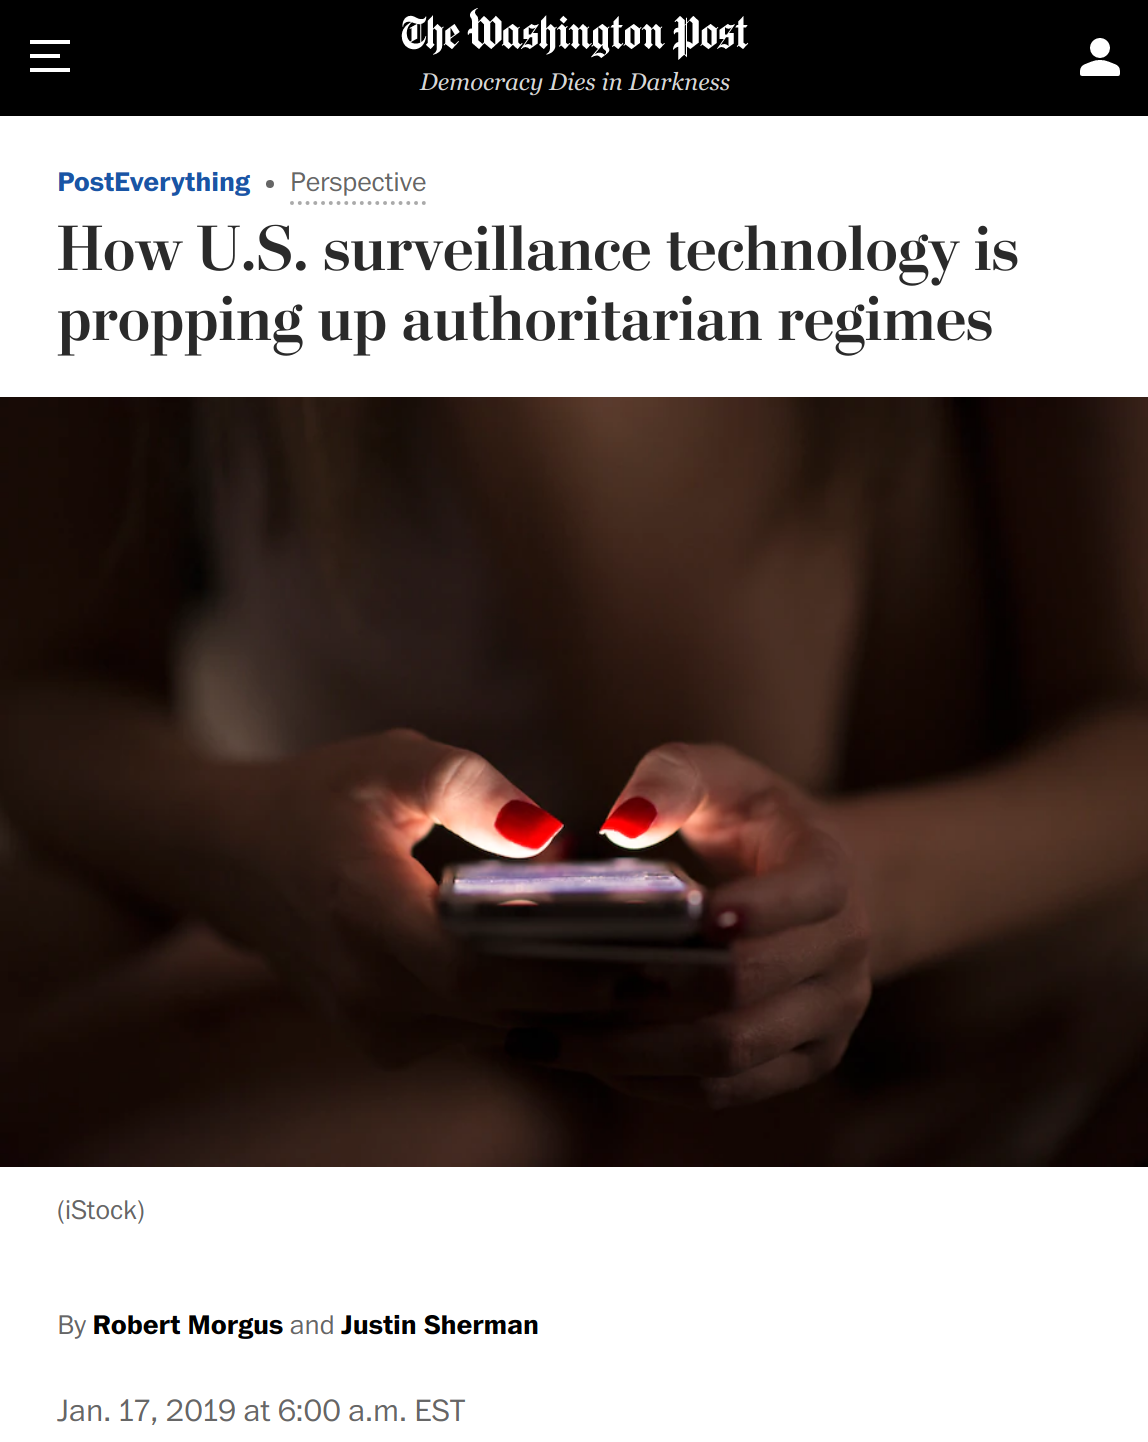 The Washington Post
Democracy Dies in Darkness
PostEverything • Perspective
How U.S. surveillance technology is
propping up authoritarian regimes
(iStock)
By Robert Morgus and Justin Sherman
Jan. 17, 2019 at 6:00 a.m. EST